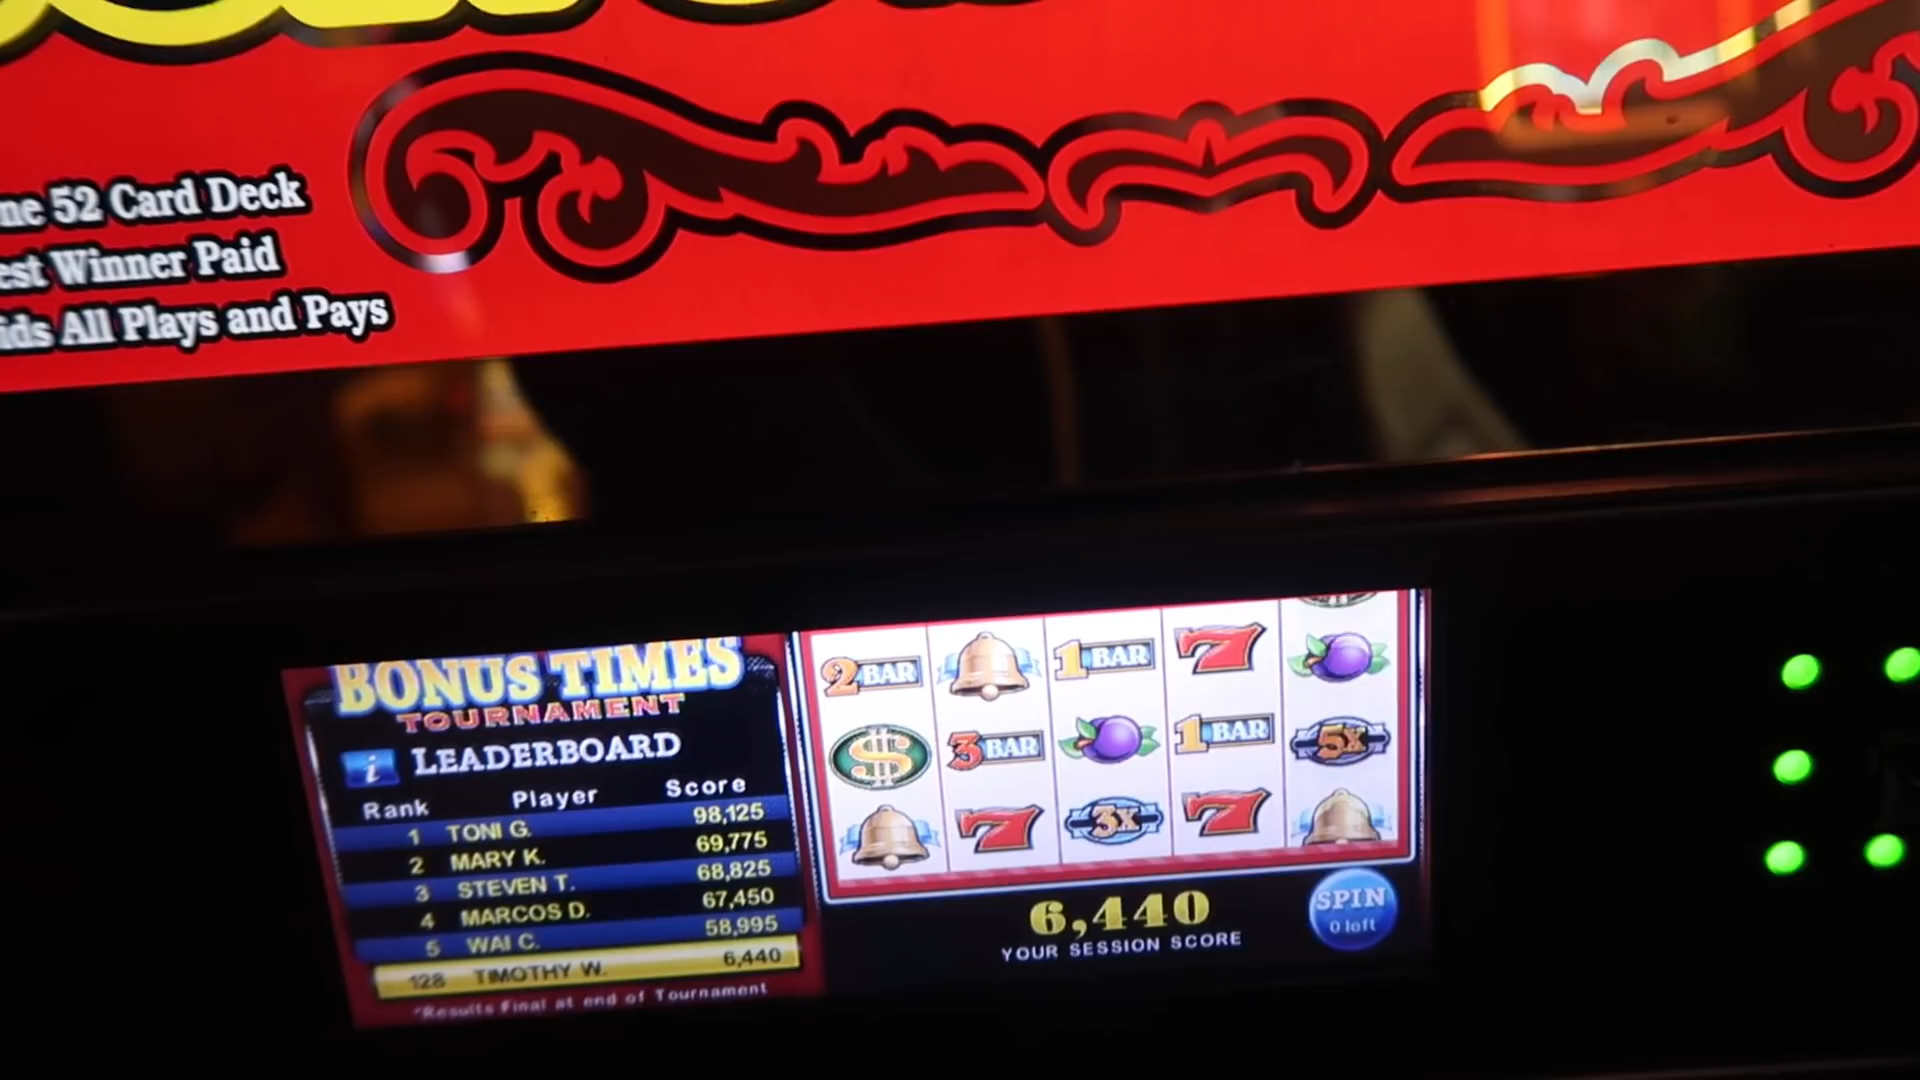 52 Card Deck
Winner Paid
All Plays and Pays
BONUS TIMES
TOURNAMENT
i LEADERBOARD
Rank Player Score
1 TONI G. 98,125
2 MARY K. 69,775
3 STEVEN T. 68,825
4 MARCOS D. 67,450
5 WAI C. 58,995
128 TIMOTHY W. 6,440
*Results Final at end of Tournament
2 BAR 1 BAR 7
$ 3 BAR 1 BAR 5X
7 3X 7
6,440
YOUR SESSION SCORE
SPIN
0 left